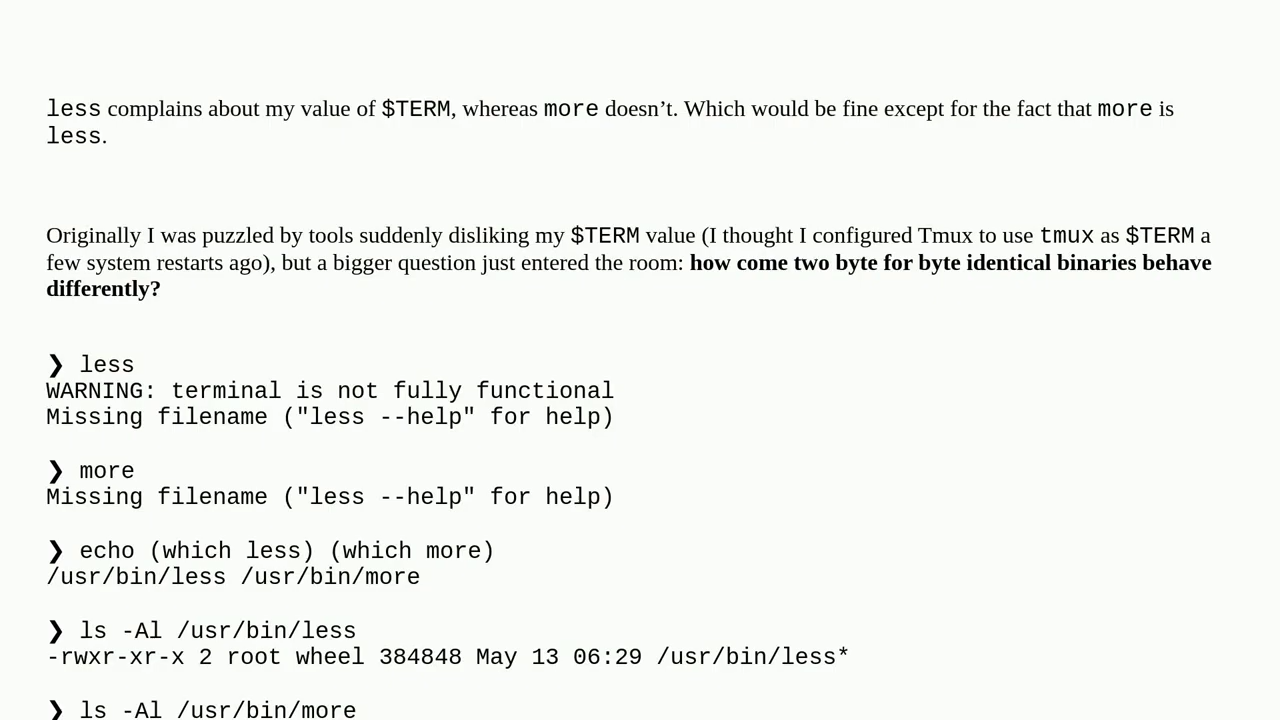 less complains about my value of $TERM, whereas more doesn’t. Which would be fine except for the fact that more is
less.
Originally I was puzzled by tools suddenly disliking my $TERM value (I thought I configured Tmux to use tmux as $TERM a
few system restarts ago), but a bigger question just entered the room: how come two byte for byte identical binaries behave
differently?
❯ less
WARNING: terminal is not fully functional
Missing filename ("less --help" for help)
❯ more
Missing filename ("less --help" for help)
❯ echo (which less) (which more)
/usr/bin/less /usr/bin/more
❯ ls -Al /usr/bin/less
-rwxr-xr-x 2 root wheel 384848 May 13 06:29 /usr/bin/less*
❯ ls -Al /usr/bin/more